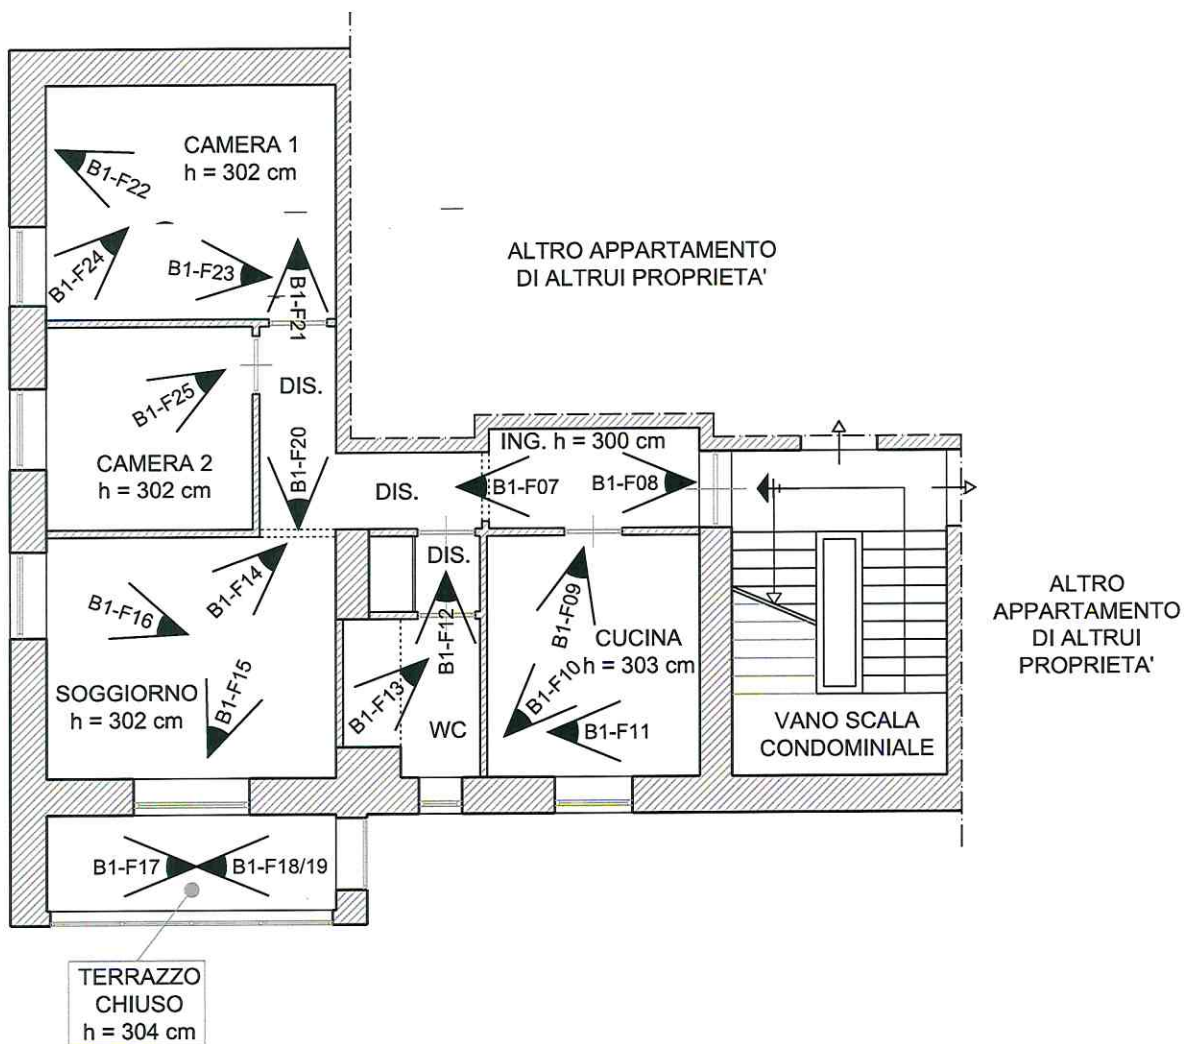 CAMERA 1
h = 302 cm
B1-F22
B1-F24
B1-F23
B1-F21
ALTRO APPARTAMENTO
DI ALTRUI PROPRIETA'
DIS.
B1-F25
B1-F20
CAMERA 2
h = 302 cm
ING. h = 300 cm
DIS.
B1-F07
B1-F08
DIS.
B1-F14
B1-F16
B1-F12
B1-F09
CUCINA
h = 303 cm
ALTRO
APPARTAMENTO
DI ALTRUI
PROPRIETA'
B1-F15
B1-F13
B1-F10
SOGGIORNO
h = 302 cm
WC
B1-F11
VANO SCALA
CONDOMINIALE
B1-F17
B1-F18/19
TERRAZZO
CHIUSO
h = 304 cm